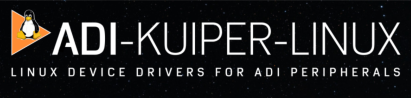 ADI-KUIPER-LINUX
LINUX DEVICE DRIVERS FOR ADI PERIPHERALS